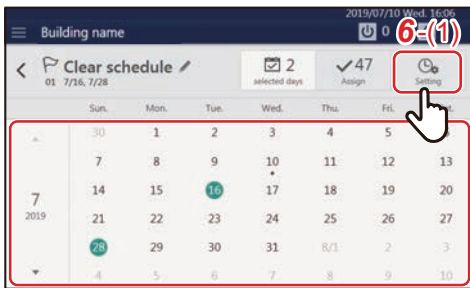 2019/07/10 Wed. 16:06
Building name
0
6-(1)
Clear schedule
01 7/16, 7/28
2
selected days
47
Assign
Setting
Sun. Mon. Tue. Wed. Thu. Fri.
30 1 2 3 4 5
7 8 9 10 11 12 13
7
14 15 16 17 18 19 20
2019
21 22 23 24 25 26 27
28 29 30 31 8/1 2 3
4 5 6 7 8 9 10